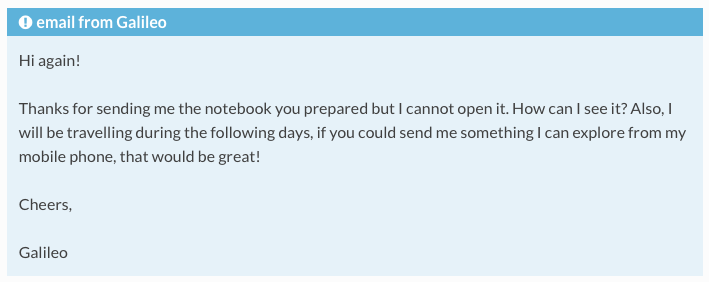 email from Galileo
Hi again!
Thanks for sending me the notebook you prepared but I cannot open it. How can I see it? Also, I
will be travelling during the following days, if you could send me something I can explore from my
mobile phone, that would be great!
Cheers,
Galileo